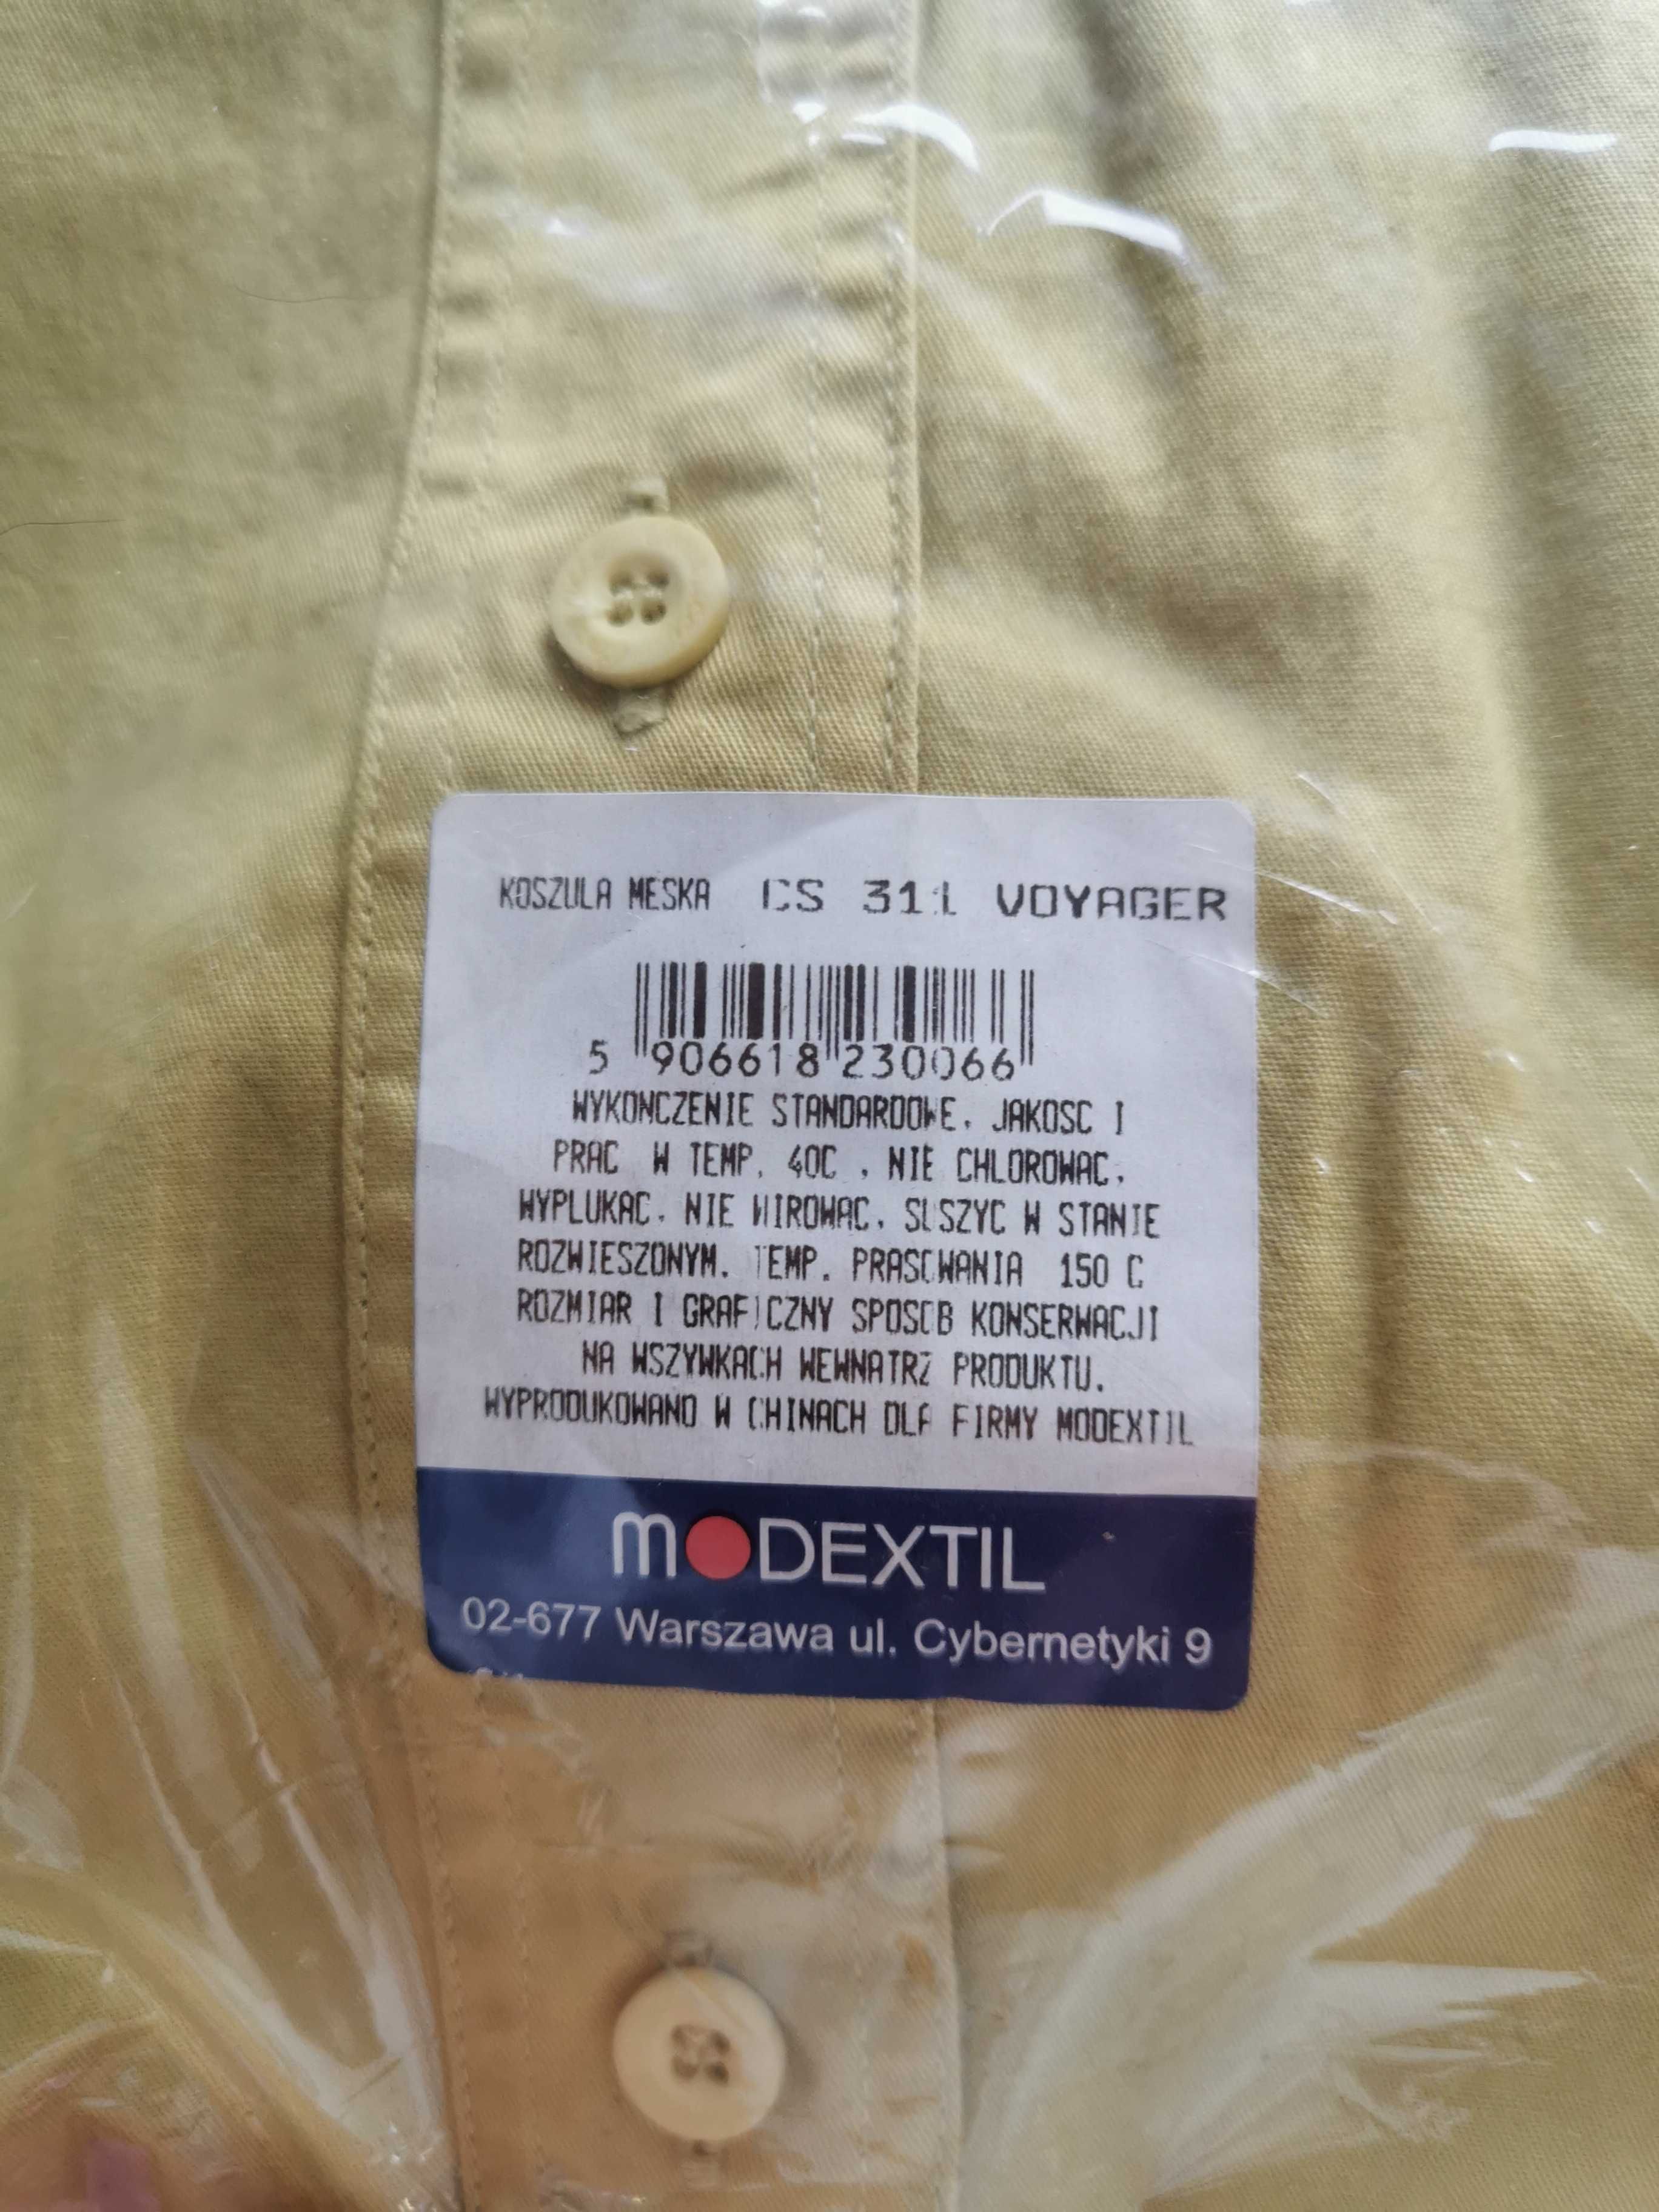 KOSZULA MESKA CS 311 VOYAGER
5 906618 230066
WYKONCZENIE STANDARDOWE. JAKOSC I
PRAC W TEMP. 40C . NIE CHLOROWAC.
WYPLUKAC. NIE WIROWAC. SUSZYC W STANIE
ROZWIESZONYM. TEMP. PRASOWANIA 150 C
ROZMIAR I GRAFICZNY SPOSOB KONSERWACJI
NA WSZYWKACH WEWNATRZ PRODUKTU.
WYPRODUKOWANO W CHINACH DLA FIRMY MODEXTIL
MODEXTIL
02-677 Warszawa ul. Cybernetyki 9